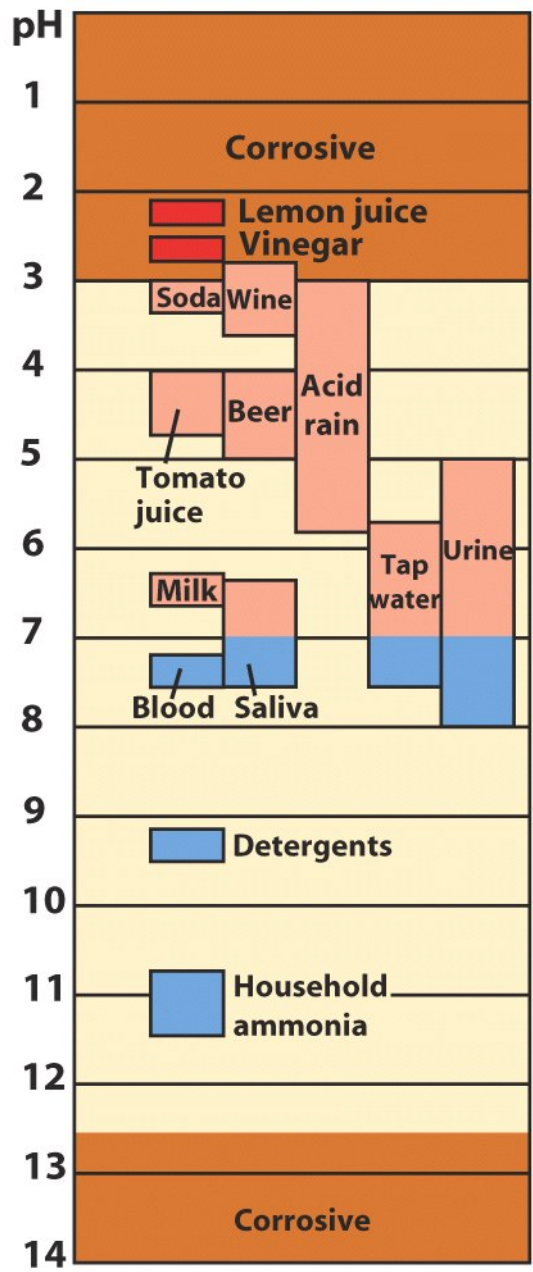 pH
1
Corrosive
2
Lemon juice
Vinegar
3
Soda
Wine
4
Acid
rain
Beer
5
Tomato
juice
6
Urine
Tap
water
Milk
7
Blood
Saliva
8
9
Detergents
10
11
Household
ammonia
12
13
Corrosive
14